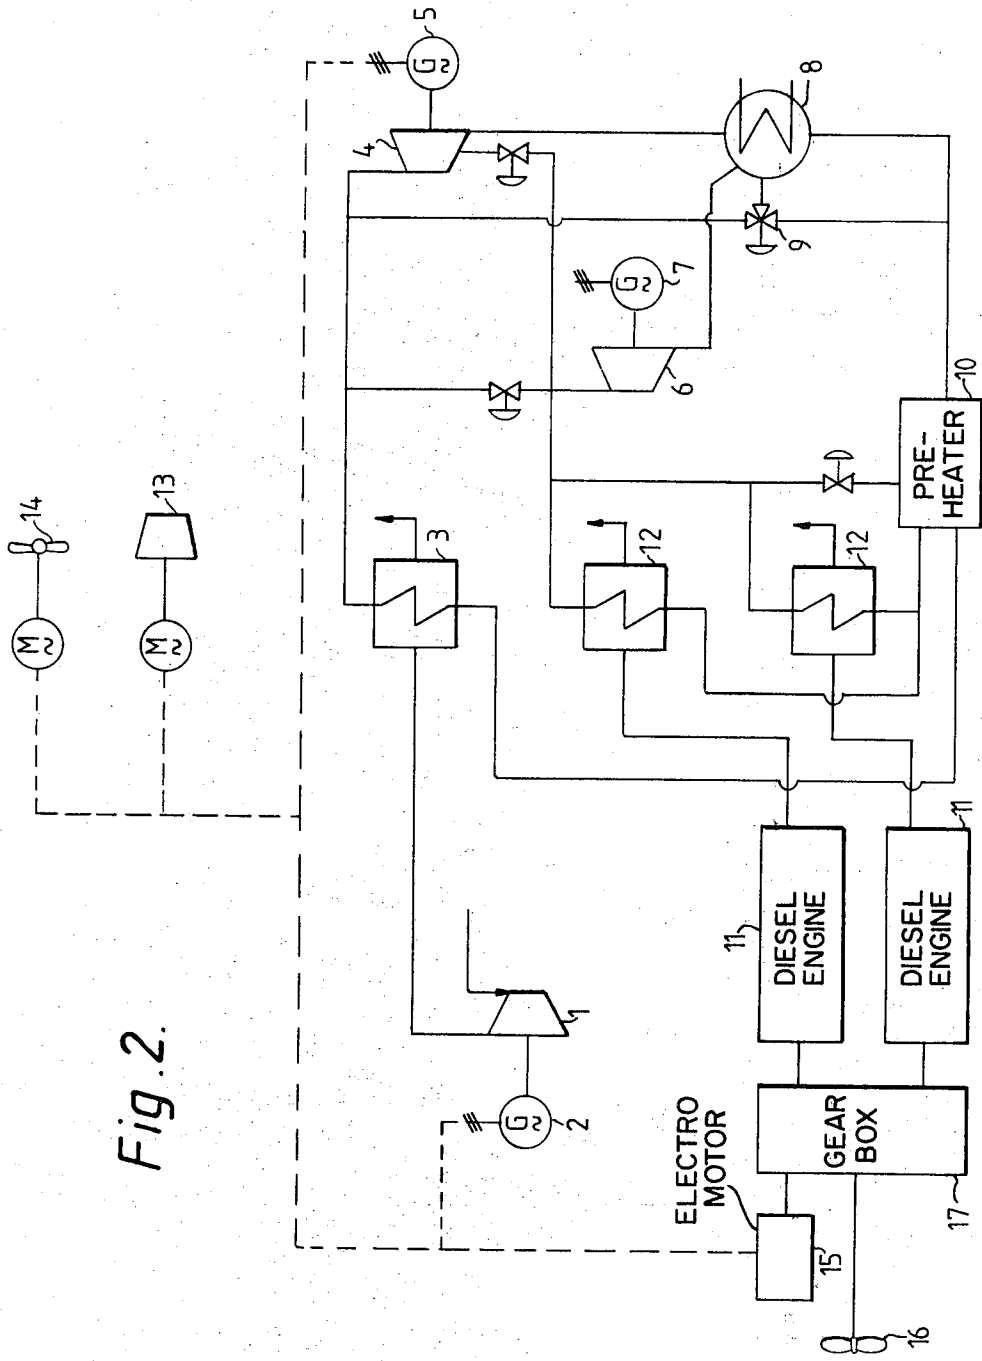 Fig. 2.
14
M~
13
M~
5
G~
4
8
9
7
G~
6
10
PRE-
HEATER
3
12
12
1
G~
2
11
DIESEL
ENGINE
11
DIESEL
ENGINE
GEAR
BOX
17
ELECTRO
MOTOR
15
16